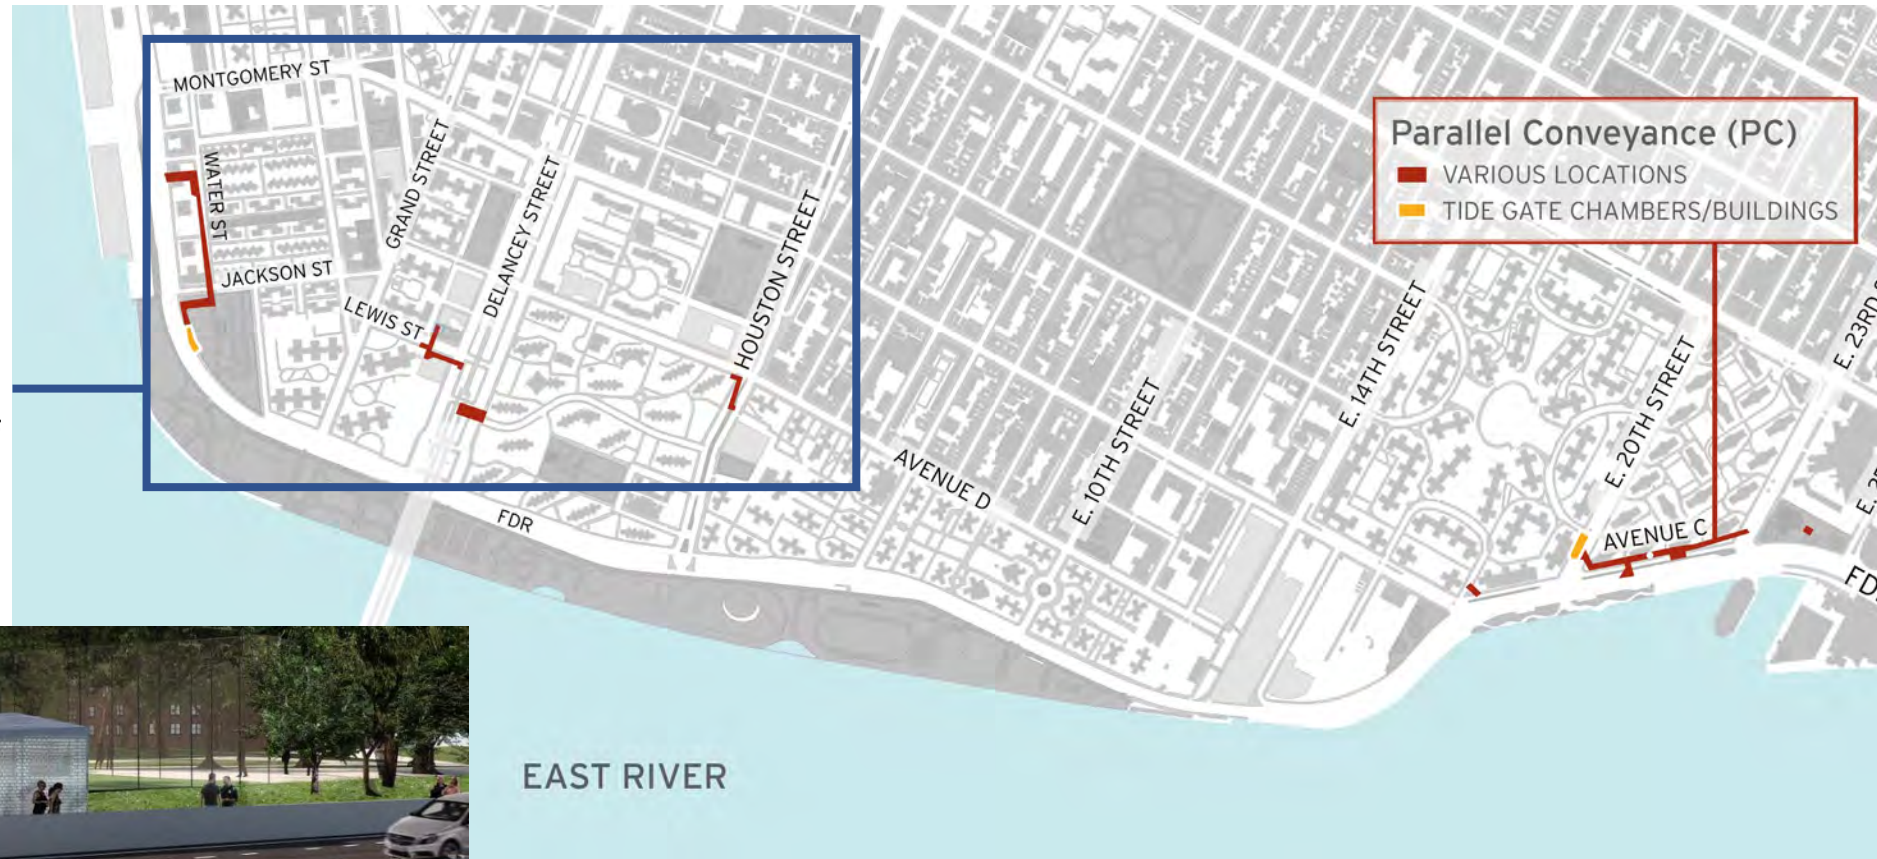 MONTGOMERY ST
WATER ST
JACKSON ST
GRAND STREET
LEWIS ST
DELANCEY STREET
HOUSTON STREET
FDR
AVENUE D
E. 10TH STREET
E. 14TH STREET
E. 20TH STREET
AVENUE C
Parallel Conveyance (PC)
VARIOUS LOCATIONS
TIDE GATE CHAMBERS/BUILDINGS
E. 23RD
EAST RIVER